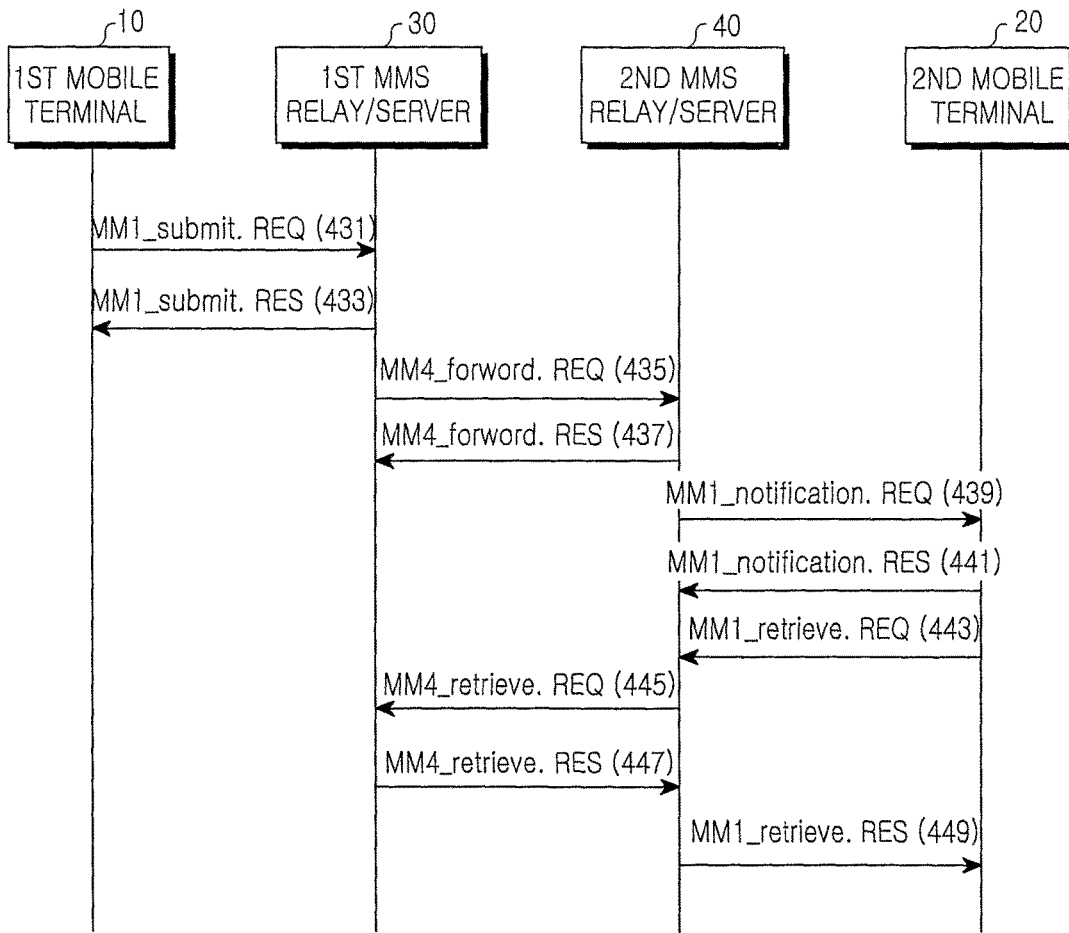 10
30
40
20
1ST MOBILE
TERMINAL
1ST MMS
RELAY/SERVER
2ND MMS
RELAY/SERVER
2ND MOBILE
TERMINAL
MM1_submit. REQ (431)
MM1_submit. RES (433)
MM4_forword. REQ (435)
MM4_forword. RES (437)
MM1_notification. REQ (439)
MM1_notification. RES (441)
MM1_retrieve. REQ (443)
MM4_retrieve. REQ (445)
MM4_retrieve. RES (447)
MM1_retrieve. RES (449)